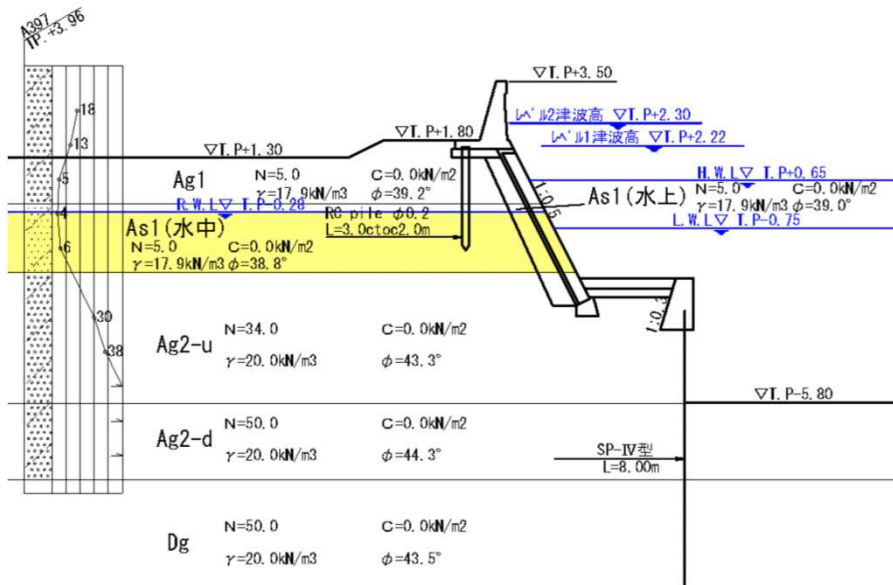 A397
TP.+3.96
18
13
5
4
6
30
38
▽T.P+3.50
ﾚﾍﾞﾙ2津波高 ▽T.P+2.30
▽T.P+1.80
ﾚﾍﾞﾙ1津波高 ▽T.P+2.22
▽T.P+1.30
Ag1
N=5.0 C=0.0kN/m2
γ=17.9kN/m3 φ=39.2°
H.W.L▽ T.P+0.65
As1(水上)
N=5.0 C=0.0kN/m2
γ=17.9kN/m3 φ=39.0°
1:0.5
R.W.L▽ T.P-0.28
RC pile φ0.2
L=3.0ctoc2.0m
L.W.L▽ T.P-0.75
As1(水中)
N=5.0 C=0.0kN/m2
γ=17.9kN/m3 φ=38.8°
1:0.3
Ag2-u
N=34.0 C=0.0kN/m2
γ=20.0kN/m3 φ=43.3°
▽T.P-5.80
Ag2-d
N=50.0 C=0.0kN/m2
γ=20.0kN/m3 φ=44.3°
SP-Ⅳ型
L=8.00m
Dg
N=50.0 C=0.0kN/m2
γ=20.0kN/m3 φ=43.5°